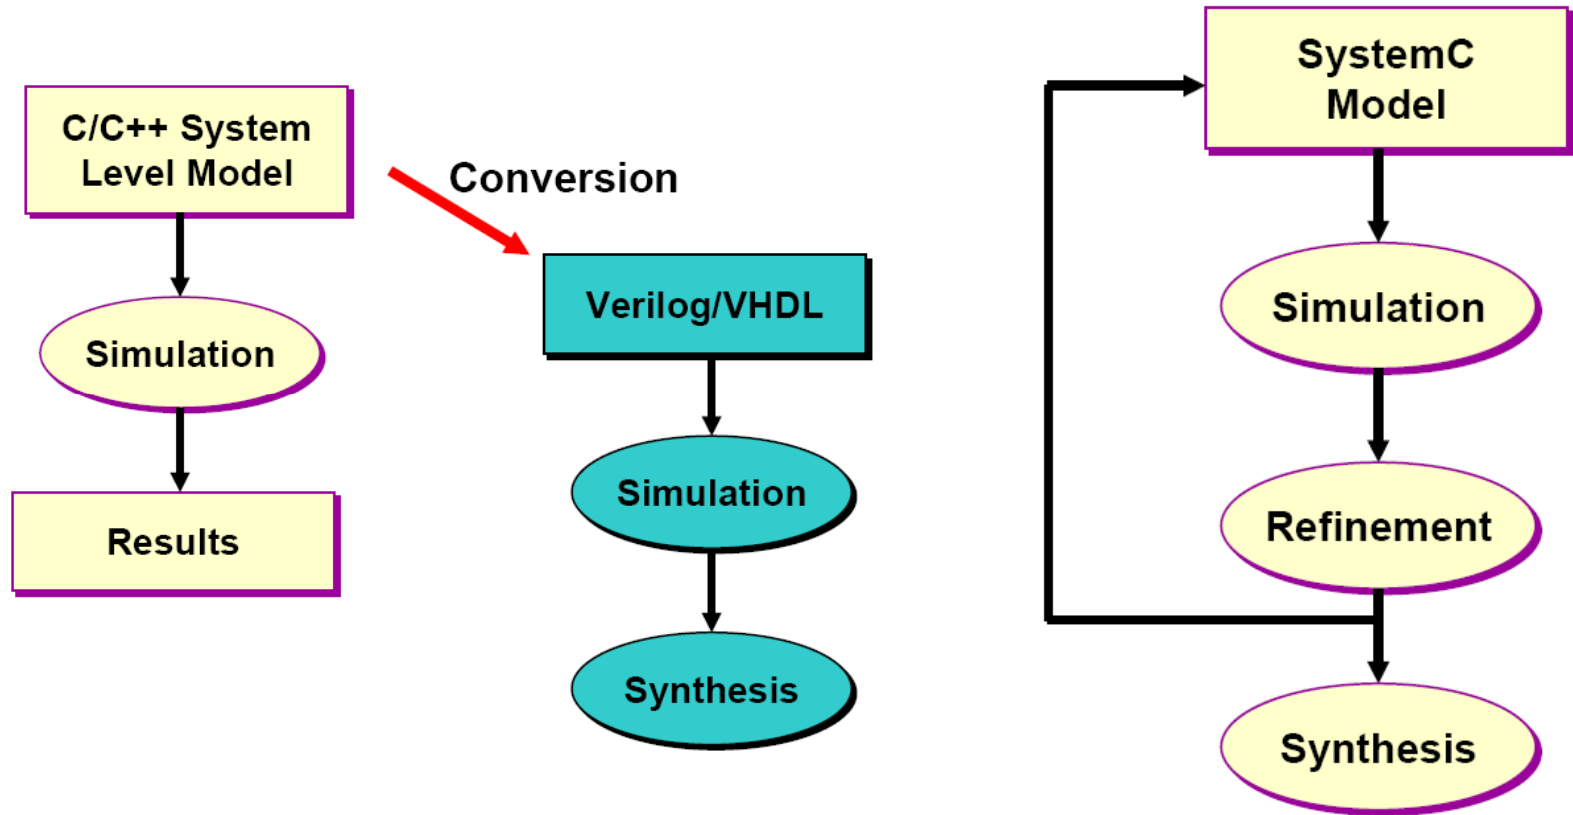 C/C++ System
Level Model
Simulation
Results
Conversion
Verilog/VHDL
Simulation
Synthesis
SystemC
Model
Simulation
Refinement
Synthesis